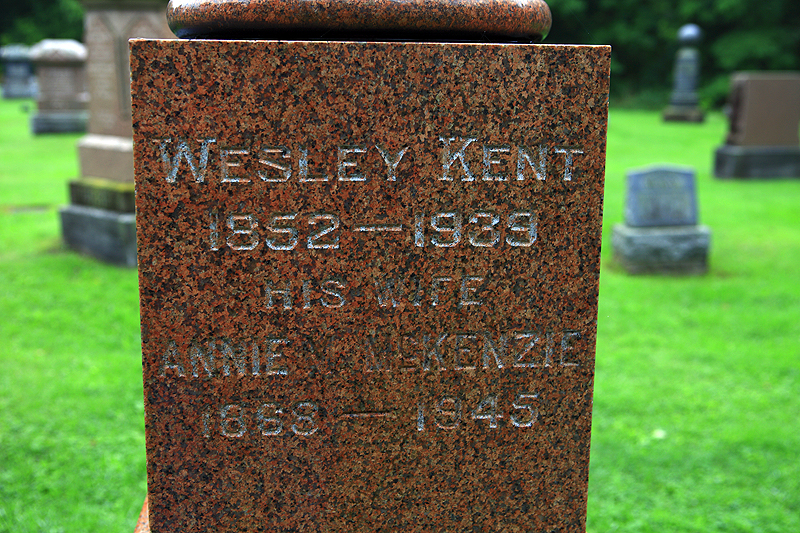 Wesley Kent
1852—1939
HIS WIFE
ANNIE McKENZIE
— 1945